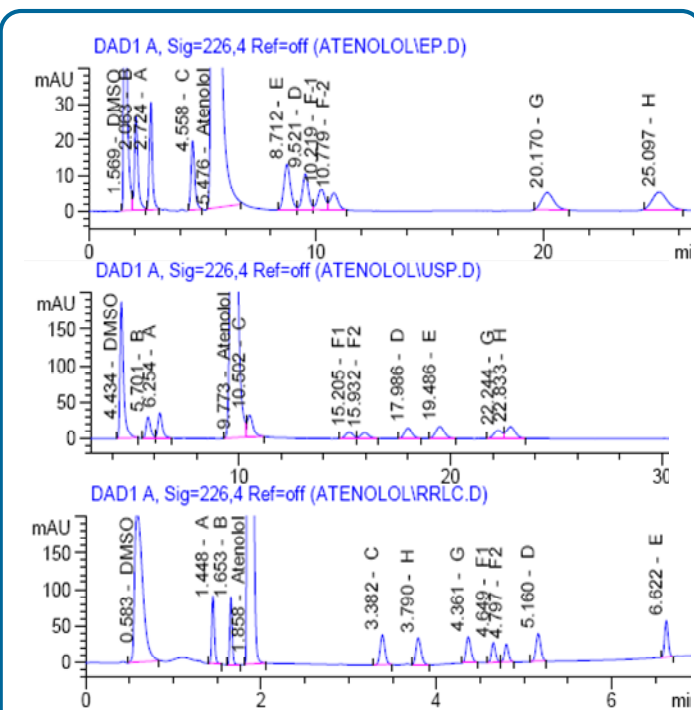 DAD1 A, Sig=226,4 Ref=off (ATENOLOL\EP.D)
mAU
30
20
10
0
1.569 - DMSO
2.063 - B
2.724 - A
4.558 - C
5.476 - Atenolol
8.712 - E
9.521 - D
10.219 - F-1
10.779 - F-2
20.170 - G
25.097 - H
0
10
20
mi
DAD1 A, Sig=226,4 Ref=off (ATENOLOL\USP.D)
mAU
150
100
50
0
4.434 - DMSO
5.701 - B
6.254 - A
9.773 - Atenolol
10.502 - C
15.205 - F1
15.932 - F2
17.986 - D
19.486 - E
22.244 - G
22.833 - H
10
20
30
DAD1 A, Sig=226,4 Ref=off (ATENOLOL\RRLC.D)
mAU
150
100
50
0
0.583 - DMSO
1.448 - A
1.653 - B
1.858 - Atenolol
3.382 - C
3.790 - H
4.361 - G
4.649 - F1
4.797 - F2
5.160 - D
6.622 - E
0
2
4
6
min